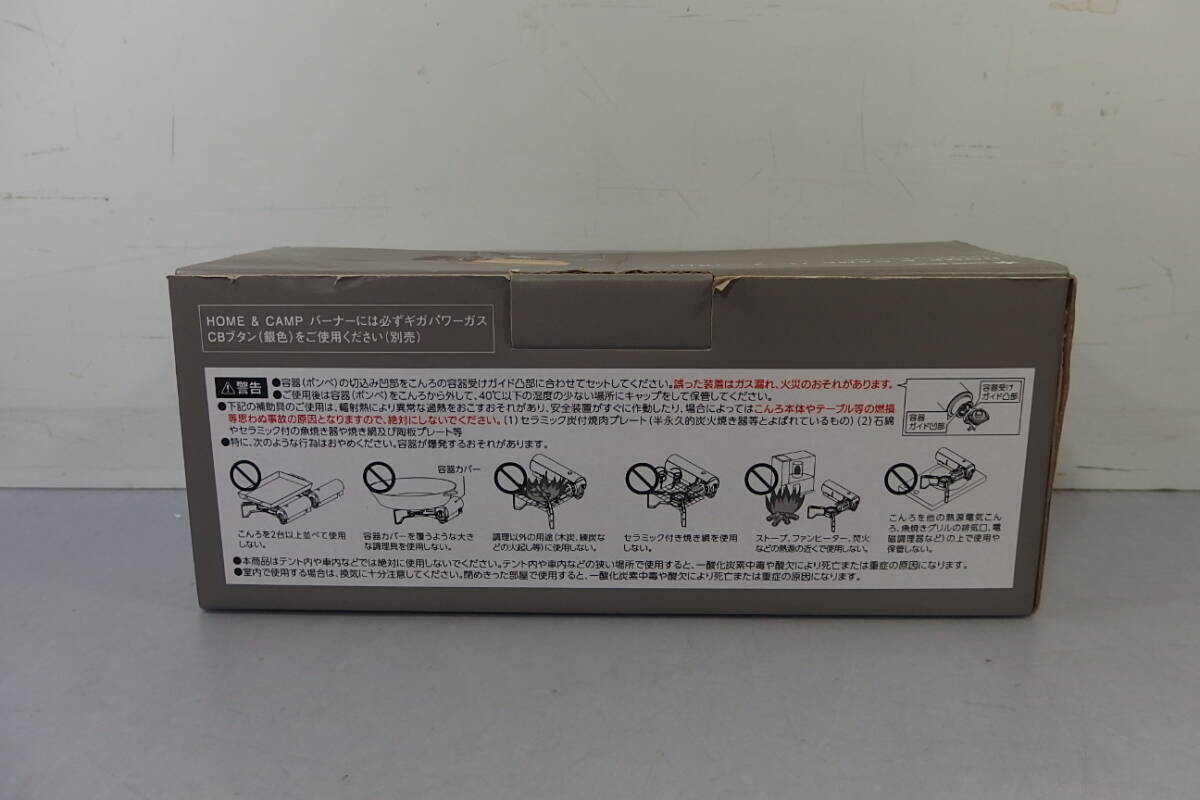 HOME & CAMP バーナーには必ずギガパワーガス
CBブタン(銀色)をご使用ください(別売)
警告
●容器(ボンベ)の切込み凹部をこんろの容器受けガイド凸部に合わせてセットしてください。誤った装着はガス漏れ、火災のおそれがあります。
●ご使用後は容器(ボンベ)をこんろから外して、40℃以下の湿度の少ない場所にキャップをして保管してください。
●下記の補助具のご使用は、輻射熱により異常な過熱をおこすおそれがあり、安全装置がすぐに作動したり、場合によってはこんろ本体やテーブル等の燃損
等思わぬ事故の原因となりますので、絶対にしないでください。(1)セラミック炭付焼肉プレート(半永久的炭火焼き器等とよばれているもの)(2)石綿
やセラミック付の魚焼き器や焼き網及び陶板プレート等
●特に、次のような行為はおやめください。容器が爆発するおそれがあります。
容器受け
ガイド凸部
容器
ガイド凹部
容器カバー
こんろを2台以上並べて使用
しない。
容器カバーを覆うような大き
な調理具を使用しない。
調理以外の用途(木炭、練炭な
どの火起し等)に使用しない。
セラミック付き焼き網を使用
しない。
ストーブ、ファンヒーター、焚火
などの熱源の近くで使用しない。
こんろを他の熱源電気こん
ろ、魚焼きグリルの排気口、電
磁調理器など)の上で使用や
保管しない。
●本商品はテント内や車内などでは絶対に使用しないでください。テント内や車内などの狭い場所で使用すると、一酸化炭素中毒や酸欠により死亡または重症の原因になります。
●室内で使用する場合は、換気に十分注意してください。閉めきった部屋で使用すると、一酸化炭素中毒や酸欠により死亡または重症の原因になります。